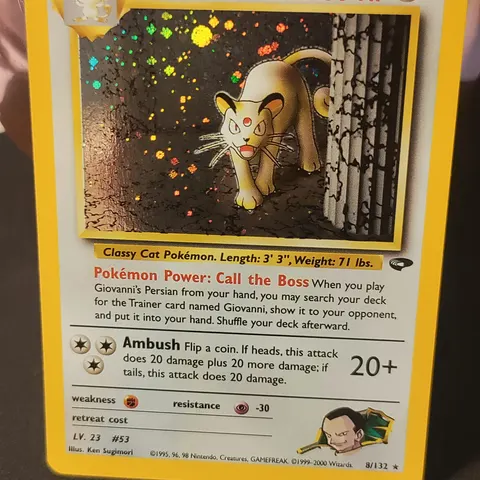 Classy Cat Pokémon. Length: 3' 3", Weight: 71 lbs.
Pokémon Power: Call the Boss When you play
Giovanni's Persian from your hand, you may search your deck
for the Trainer card named Giovanni, show it to your opponent,
and put it into your hand. Shuffle your deck afterward.
Ambush Flip a coin. If heads, this attack
does 20 damage plus 20 more damage; if
tails, this attack does 20 damage.
20+
weakness resistance -30
retreat cost
LV. 23 #53
Illus. Ken Sugimori
©1995, 96, 98 Nintendo, Creatures, GAMEFREAK. ©1999-2000 Wizards. 8/132 ★